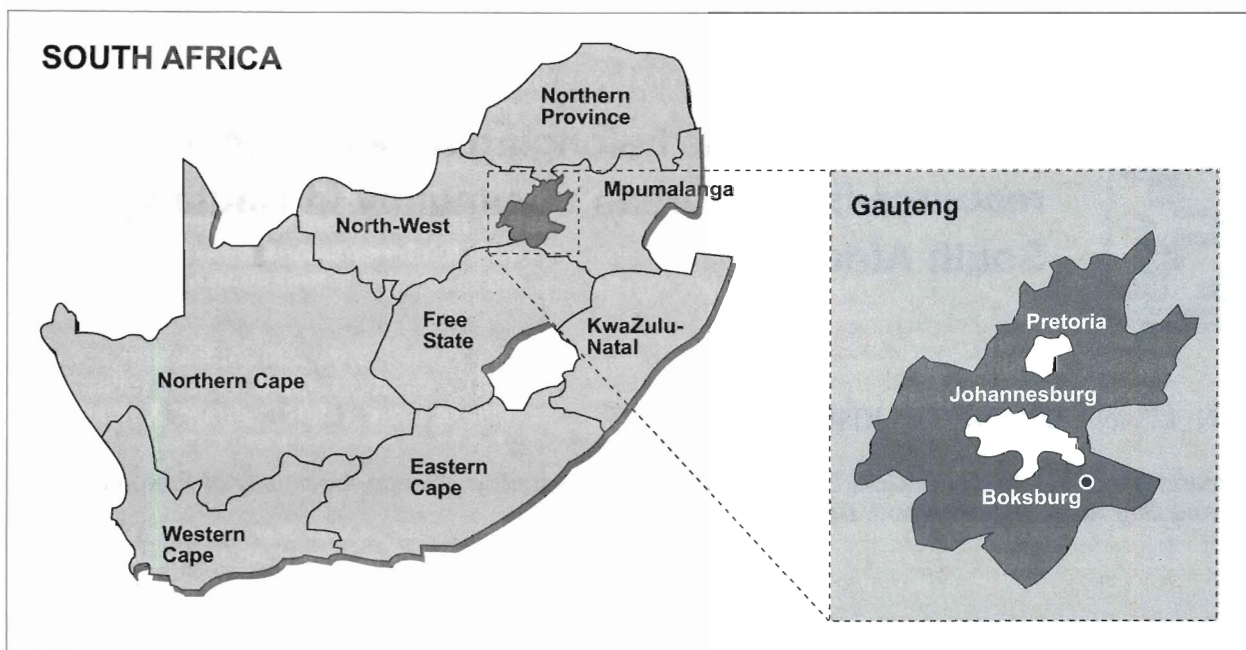 SOUTH AFRICA
Northern
Province
Mpumalanga
North-West
Free
State
KwaZulu-
Natal
Northern Cape
Eastern
Cape
Western
Cape
Gauteng
Pretoria
Johannesburg
Boksburg